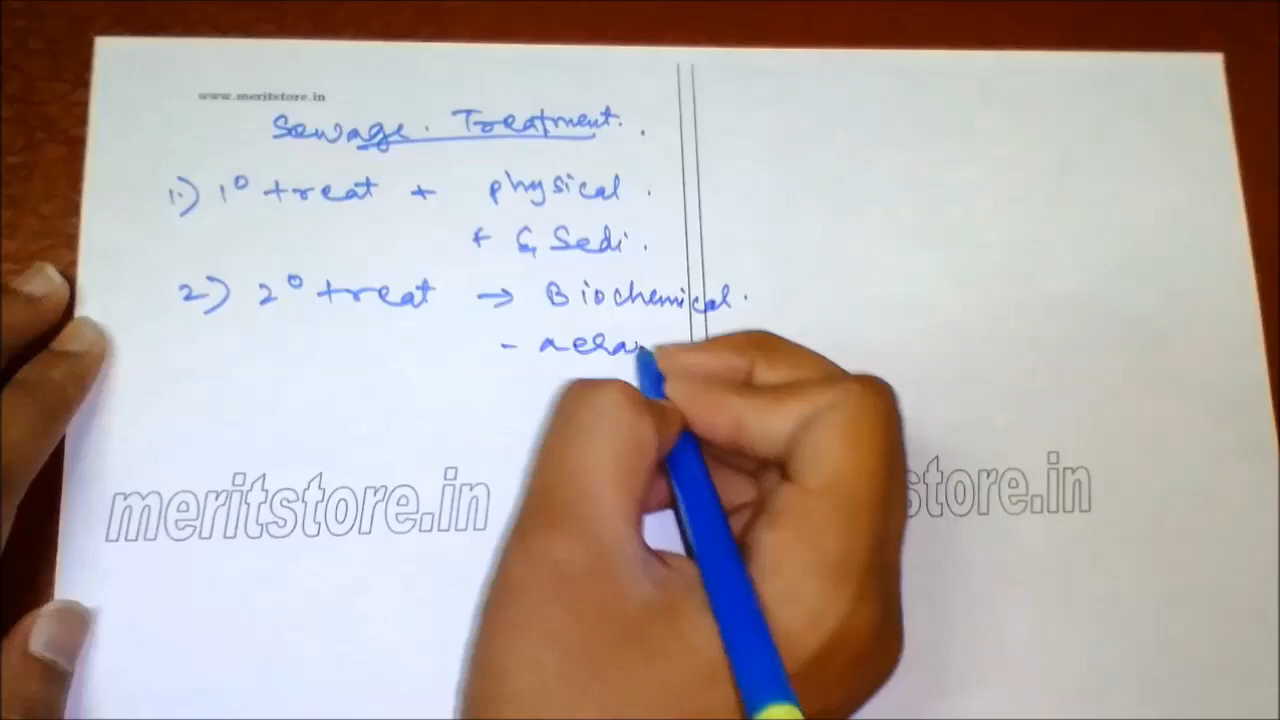 www.meritstore.in
Sewage. Treatment.
1.) 1° treat + physical.
+ & Sedi.
2.) 2° treat → Biochemical.
- aera
meritstore.in store.in